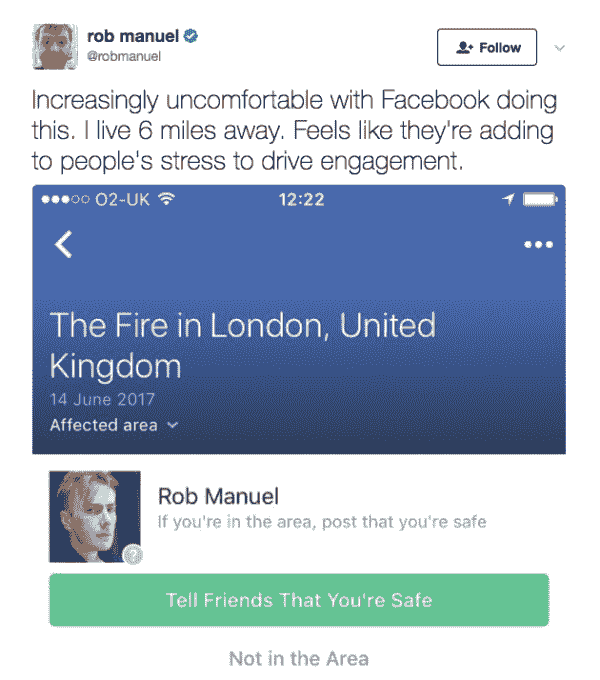 rob manuel
@robmanuel
Follow
Increasingly uncomfortable with Facebook doing
this. I live 6 miles away. Feels like they're adding
to people's stress to drive engagement.
O2-UK 12:22
The Fire in London, United
Kingdom
14 June 2017
Affected area
Rob Manuel
If you're in the area, post that you're safe
Tell Friends That You're Safe
Not in the Area